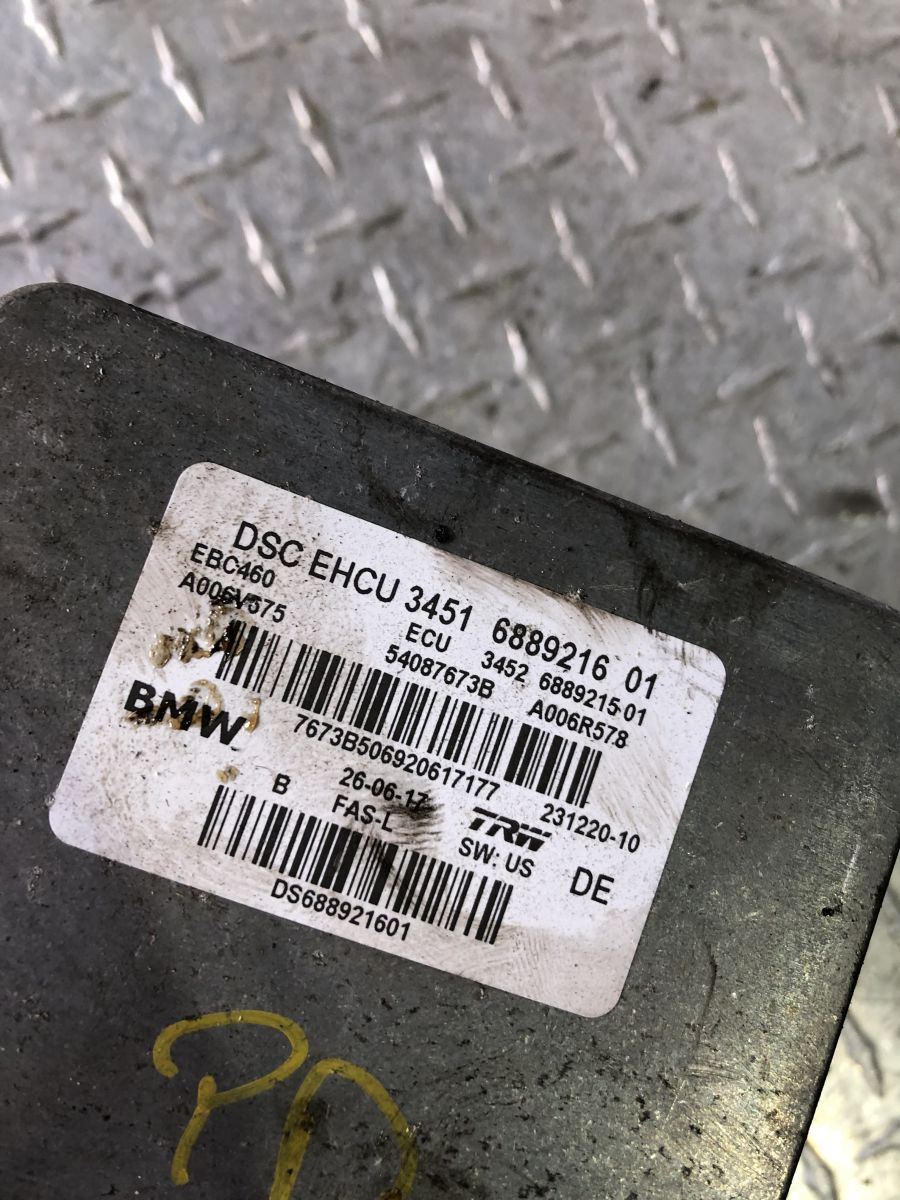 DSC EHCU 3451 6889216 01
EBC460 ECU 3452 6889215-01
A006V575 54087673B A006R578
BMW 7673B506920617177 231220-10
B 26-06-17 TRW
FAS-L SW: US DE
DS688921601
PD